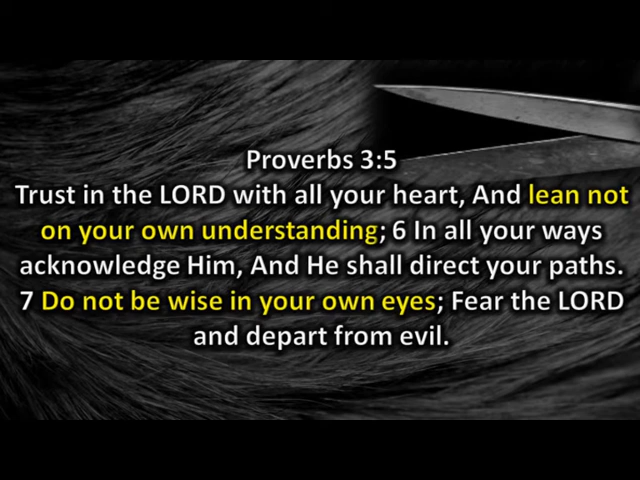 Proverbs 3:5
Trust in the LORD with all your heart, And lean not
on your own understanding; 6 In all your ways
acknowledge Him, And He shall direct your paths.
7 Do not be wise in your own eyes; Fear the LORD
and depart from evil.